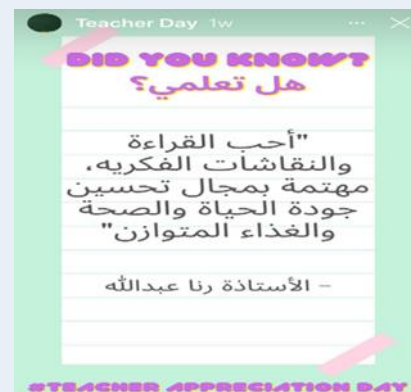 Teacher Day 1w
DID YOU KNOW?
هل تعلمي؟
"أحب القراءة
والنقاشات الفكريه،
مهتمة بمجال تحسين
جودة الحياة والصحة
والغذاء المتوازن"
– الأستاذة رنا عبدالله
#TEACHER APPRECIATION DAY